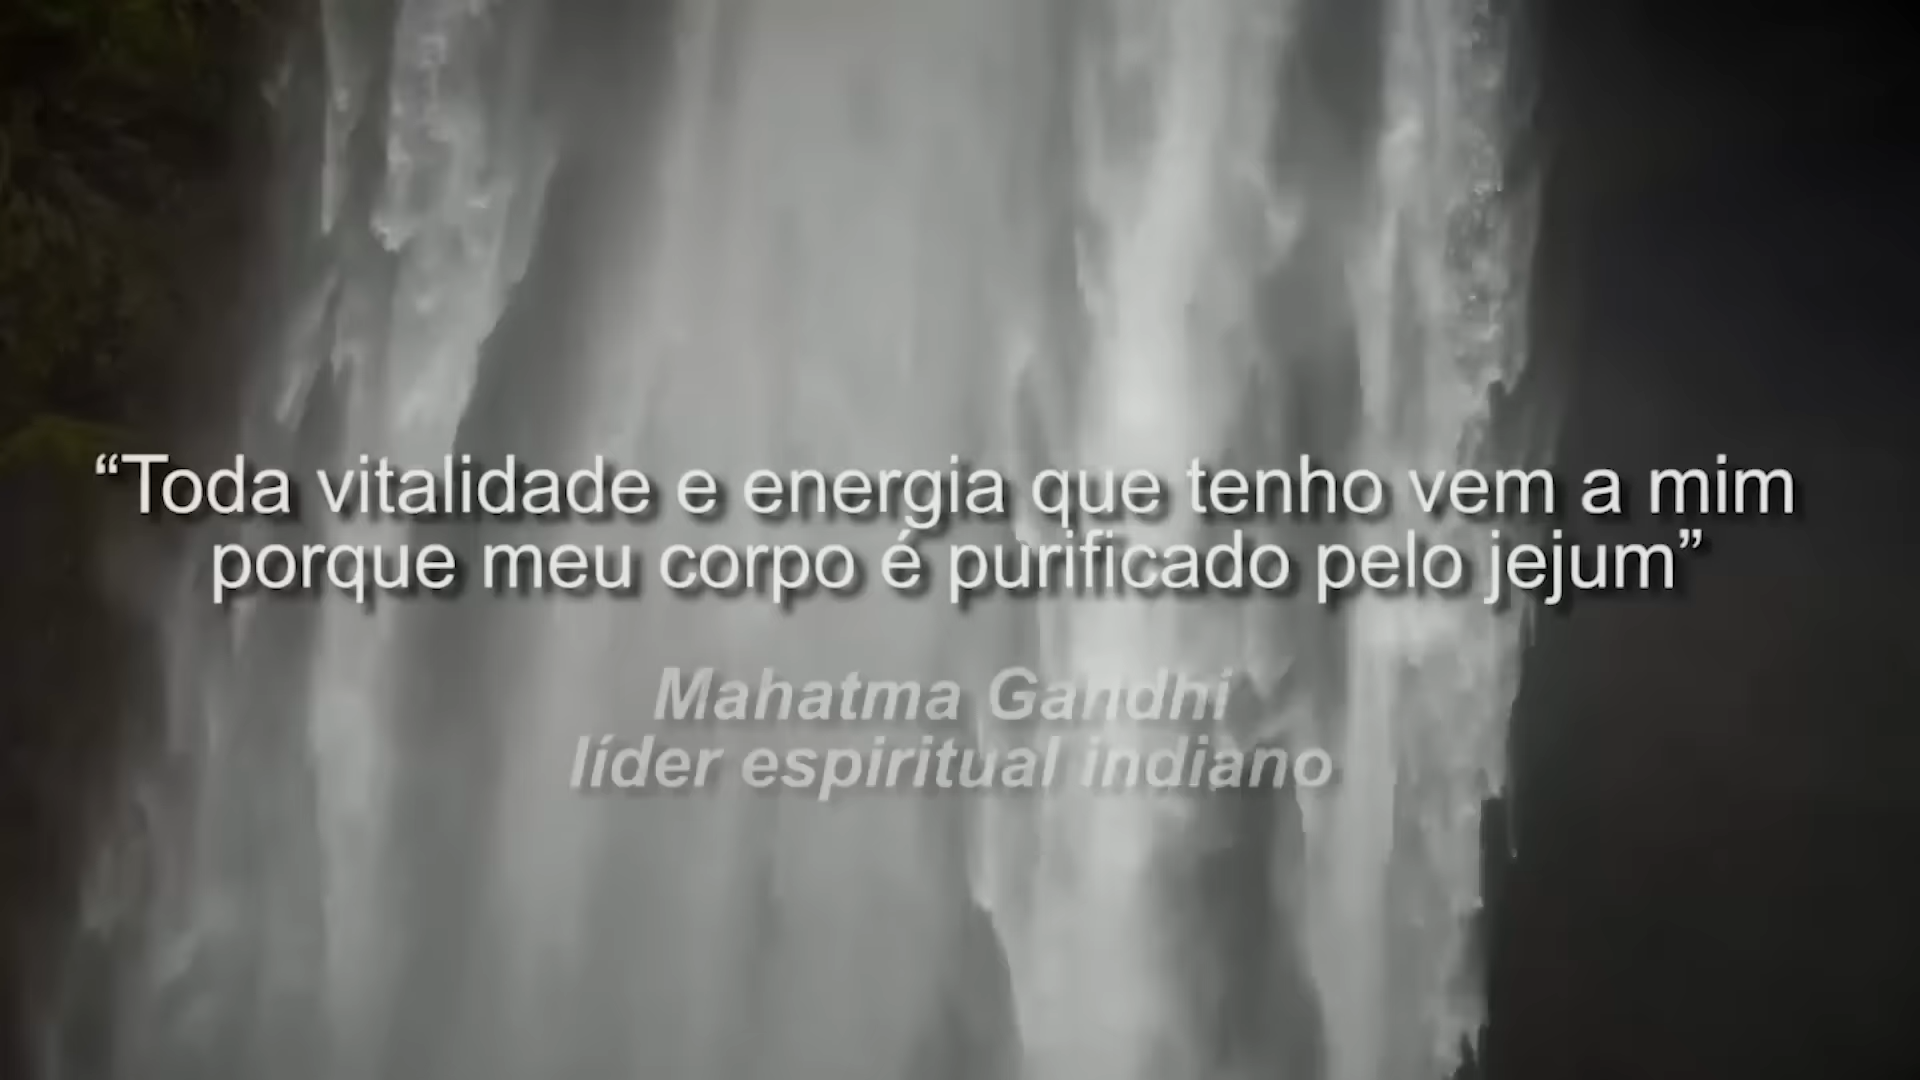 “Toda vitalidade e energia que tenho vem a mim
porque meu corpo é purificado pelo jejum”
Mahatma Gandhi
líder espiritual indiano